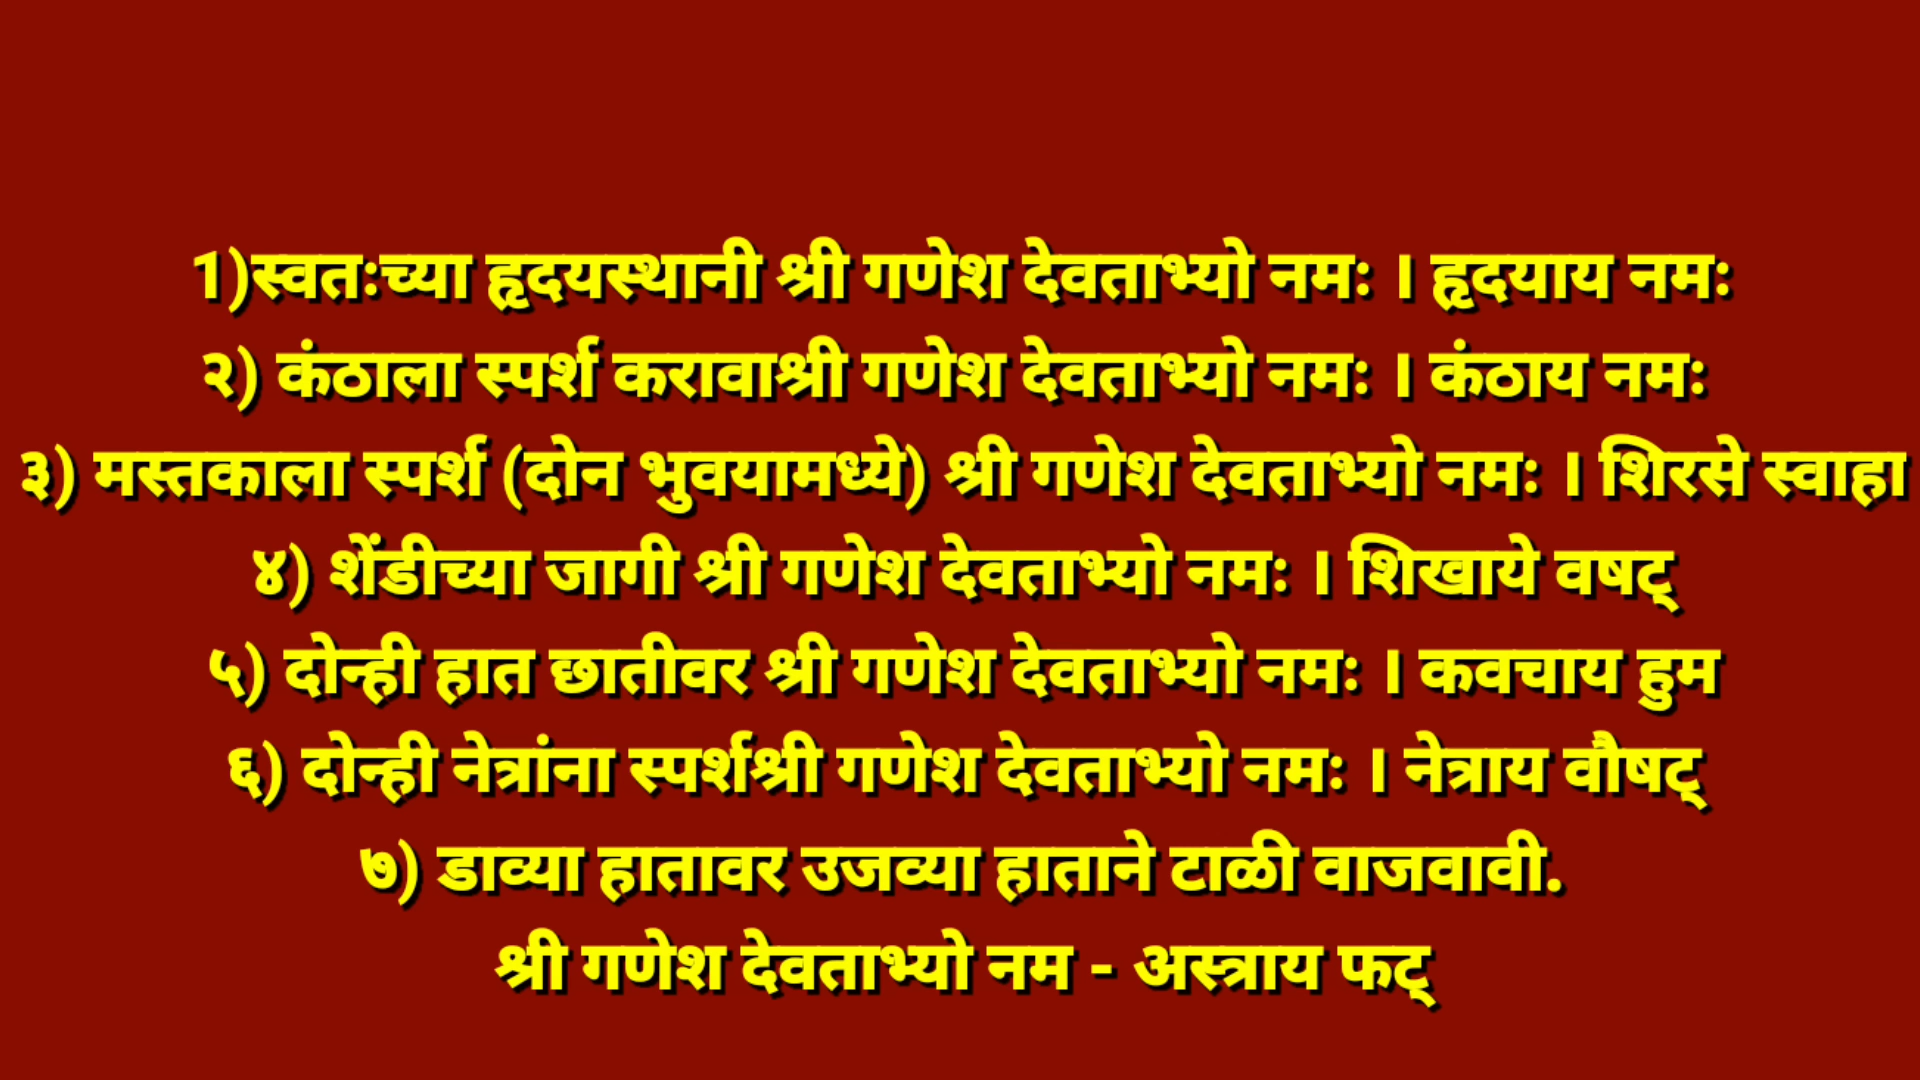 1)स्वतःच्या हृदयस्थानी श्री गणेश देवताभ्यो नमः । हृदयाय नमः
२) कंठाला स्पर्श करावाश्री गणेश देवताभ्यो नमः । कंठाय नमः
३) मस्तकाला स्पर्श (दोन भुवयामध्ये) श्री गणेश देवताभ्यो नमः । शिरसे स्वाहा
४) शेंडीच्या जागी श्री गणेश देवताभ्यो नमः । शिखाये वषट्
५) दोन्ही हात छातीवर श्री गणेश देवताभ्यो नमः । कवचाय हुम
६) दोन्ही नेत्रांना स्पर्शश्री गणेश देवताभ्यो नमः । नेत्राय वौषट्
७) डाव्या हातावर उजव्या हाताने टाळी वाजवावी.
श्री गणेश देवताभ्यो नम - अस्त्राय फट्